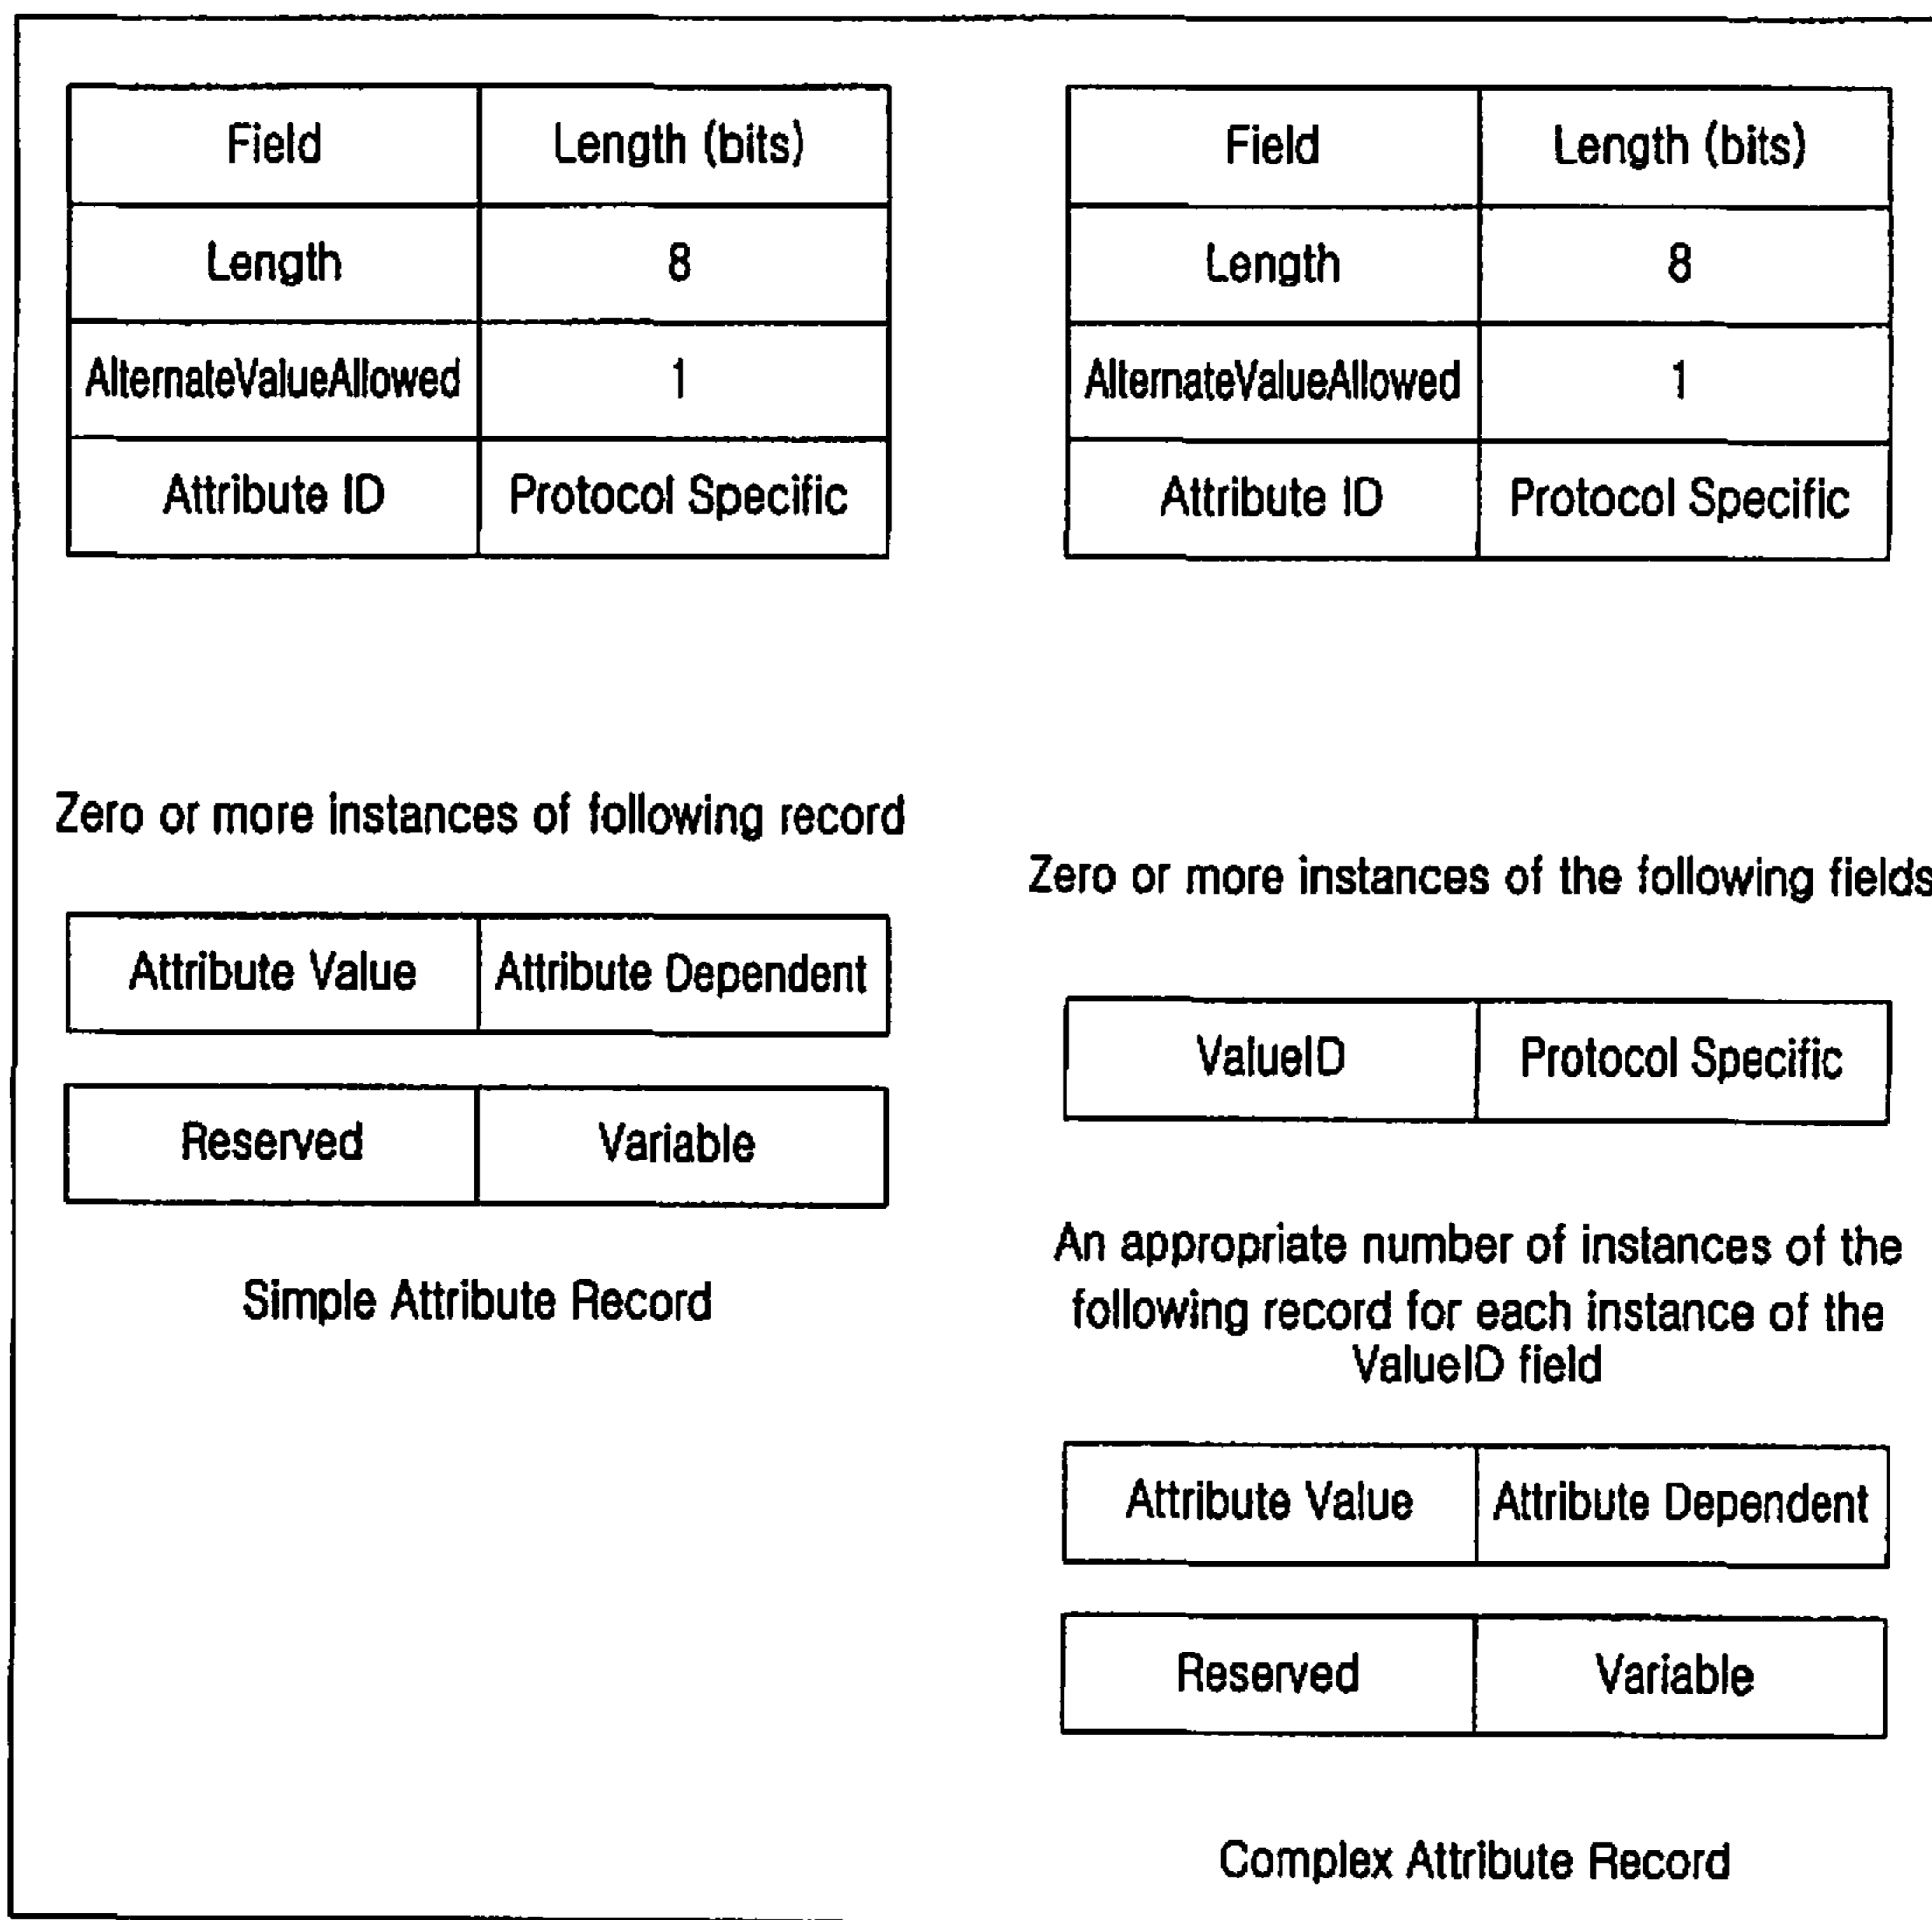 Field Length (bits)
Length 8
AlternateValueAllowed 1
Attribute ID Protocol Specific
Zero or more instances of following record
Attribute Value Attribute Dependent
Reserved Variable
Simple Attribute Record
Field Length (bits)
Length 8
AlternateValueAllowed 1
Attribute ID Protocol Specific
Zero or more instances of the following fields
ValueID Protocol Specific
An appropriate number of instances of the
following record for each instance of the
ValueID field
Attribute Value Attribute Dependent
Reserved Variable
Complex Attribute Record